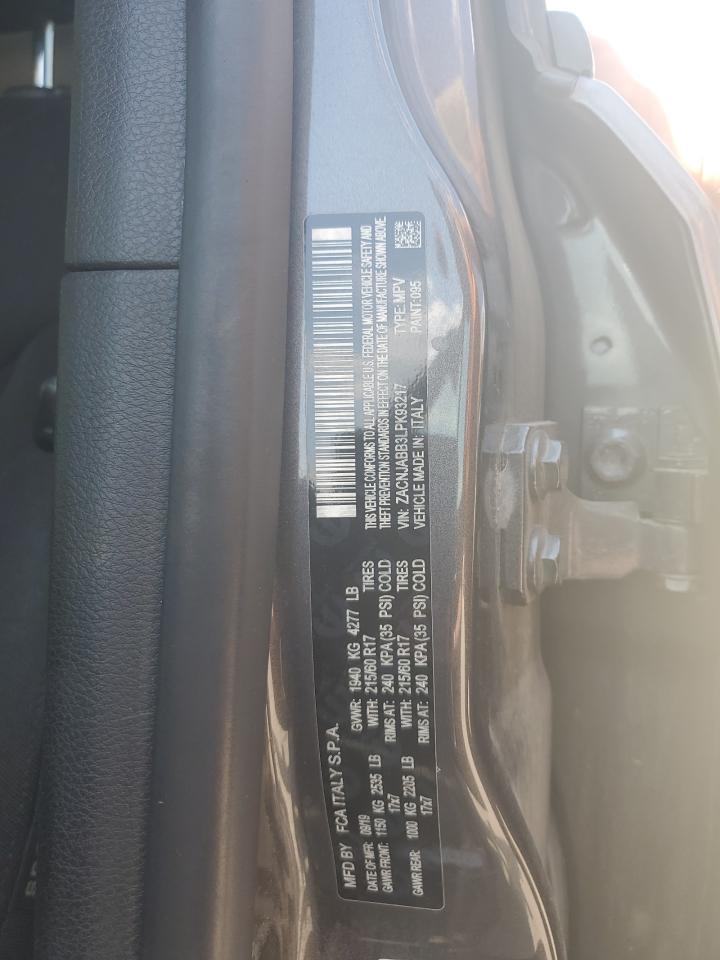 MFD BY FCA ITALY S.P.A.
DATE OF MFR: 09/19 GVWR: 1940 KG 4277 LB
GAWR FRONT: 1150 KG 2535 LB WITH: 215/60 R17 TIRES
17x7 RIMS AT: 240 KPA (35 PSI) COLD
GAWR REAR: 1000 KG 2205 LB WITH: 215/60 R17 TIRES
17x7 RIMS AT: 240 KPA (35 PSI) COLD
THIS VEHICLE CONFORMS TO ALL APPLICABLE U.S. FEDERAL MOTOR VEHICLE SAFETY AND
THEFT PREVENTION STANDARDS IN EFFECT ON THE DATE OF MANUFACTURE SHOWN ABOVE.
VIN: ZACNJABB3LPK93217 TYPE: MPV
VEHICLE MADE IN: ITALY PAINT: 095